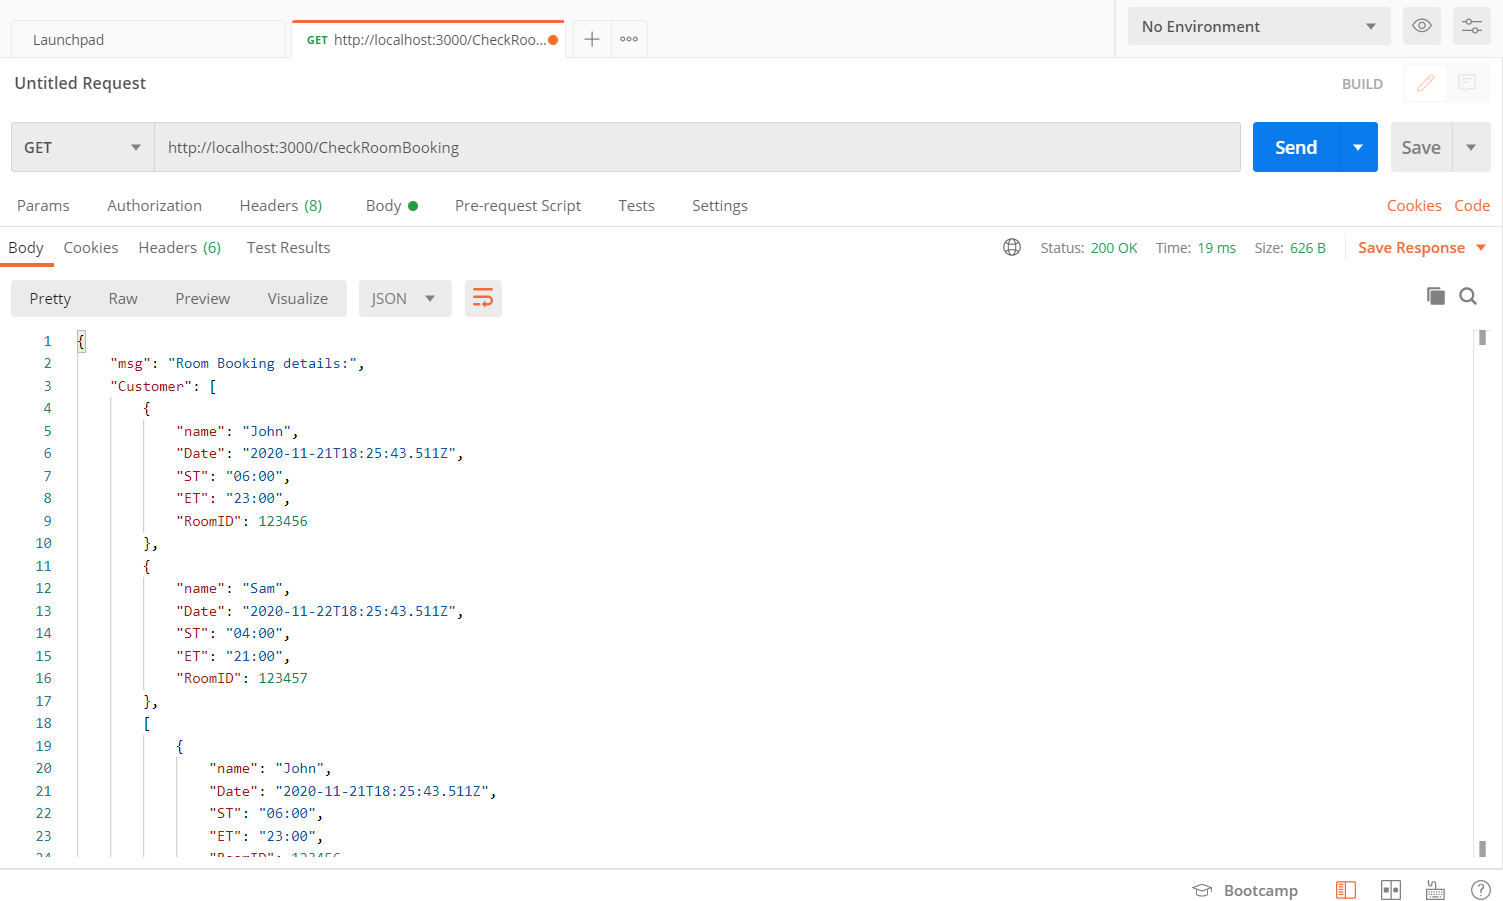 Launchpad
GET http://localhost:3000/CheckRoo...
No Environment
Untitled Request
BUILD
GET
http://localhost:3000/CheckRoomBooking
Send
Save
Params Authorization Headers (8) Body Pre-request Script Tests Settings Cookies Code
Body Cookies Headers (6) Test Results Status: 200 OK Time: 19 ms Size: 626 B Save Response
Pretty Raw Preview Visualize JSON
1 {
2 "msg": "Room Booking details:",
3 "Customer": [
4 {
5 "name": "John",
6 "Date": "2020-11-21T18:25:43.511Z",
7 "ST": "06:00",
8 "ET": "23:00",
9 "RoomID": 123456
10 },
11 {
12 "name": "Sam",
13 "Date": "2020-11-22T18:25:43.511Z",
14 "ST": "04:00",
15 "ET": "21:00",
16 "RoomID": 123457
17 },
18 [
19 {
20 "name": "John",
21 "Date": "2020-11-21T18:25:43.511Z",
22 "ST": "06:00",
23 "ET": "23:00",
24 "RoomID": 123456
Bootcamp